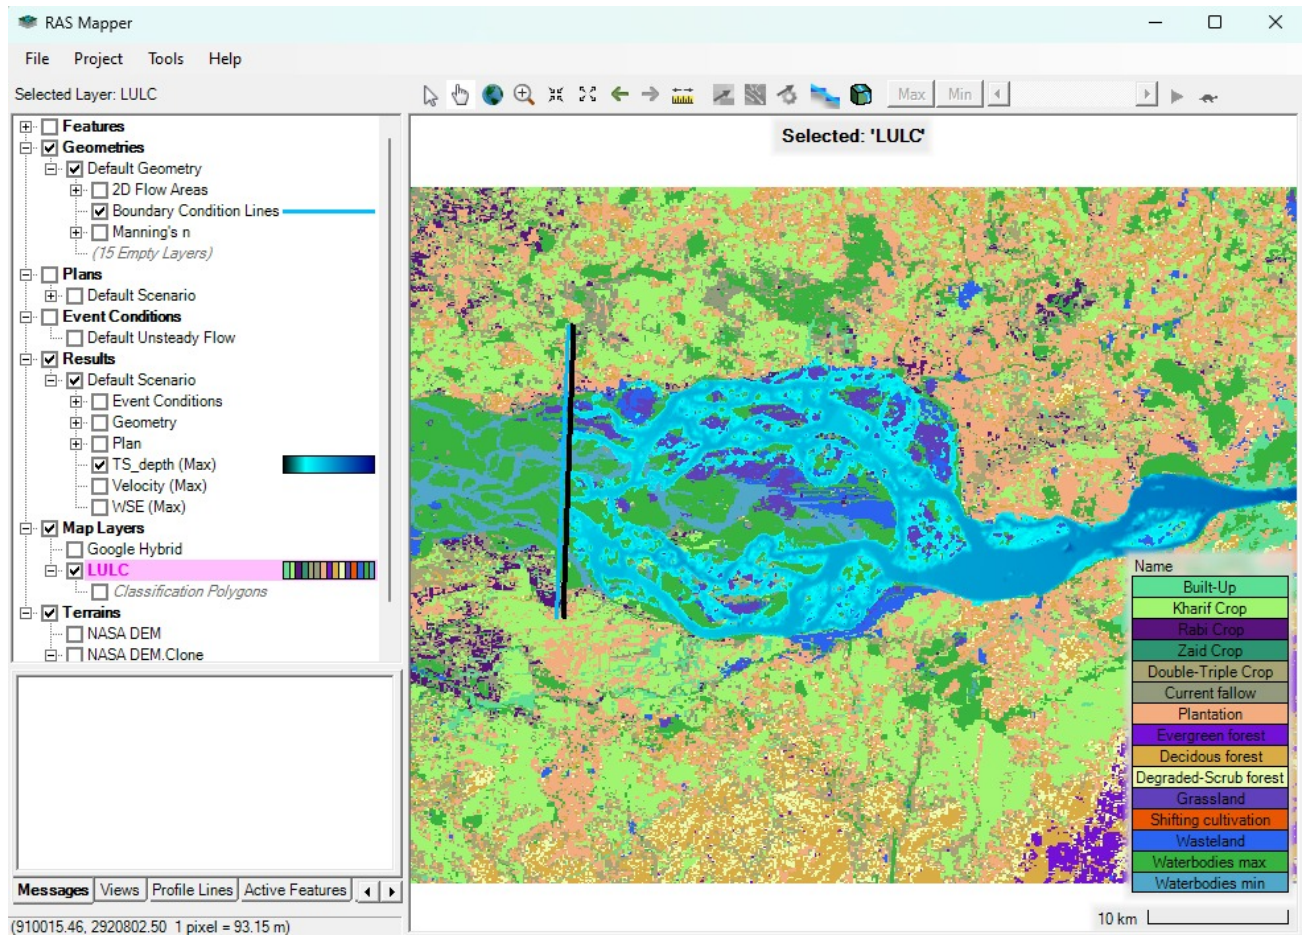 RAS Mapper
File Project Tools Help
Selected Layer: LULC
Max Min
Features
Geometries
Default Geometry
2D Flow Areas
Boundary Condition Lines
Manning's n
(15 Empty Layers)
Plans
Default Scenario
Event Conditions
Default Unsteady Flow
Results
Default Scenario
Event Conditions
Geometry
Plan
TS_depth (Max)
Velocity (Max)
WSE (Max)
Map Layers
Google Hybrid
LULC
Classification Polygons
Terrains
NASA DEM
NASA DEM.Clone
Messages Views Profile Lines Active Features
(910015.46, 2920802.50 1 pixel = 93.15 m)
Selected: 'LULC'
Name
Built-Up
Kharif Crop
Rabi Crop
Zaid Crop
Double-Triple Crop
Current fallow
Plantation
Evergreen forest
Decidous forest
Degraded-Scrub forest
Grassland
Shifting cultivation
Wasteland
Waterbodies max
Waterbodies min
10 km